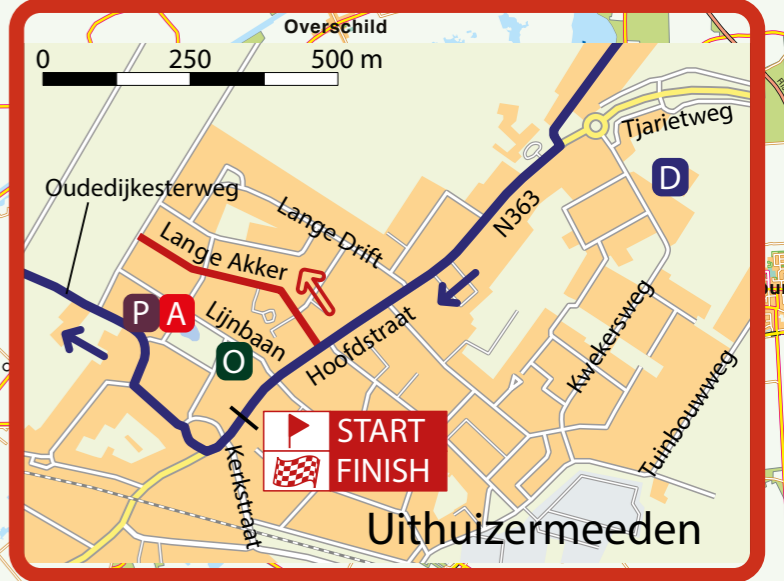 Overschild
0 250 500 m
Tjarietweg
D
Oudedijkesterweg
Lange Drift
N363
Lange Akker
P A
Lijnbaan
Hoofdstraat
O
Kwekersweg
Tuinbouwweg
START
FINISH
Kerkstraat
Uithuizermeeden